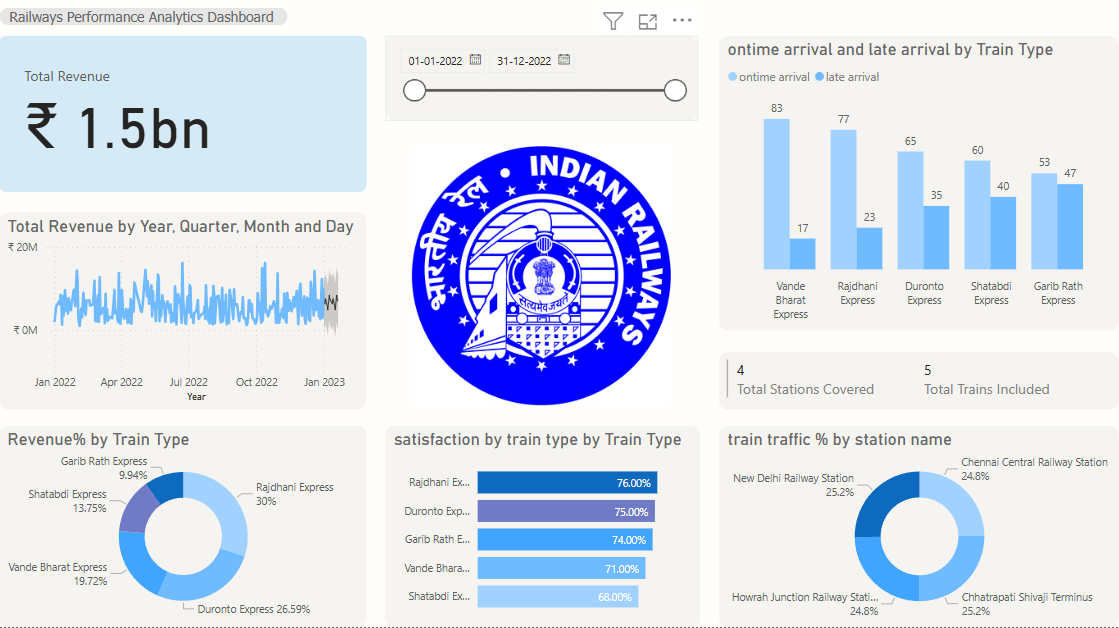 Railways Performance Analytics Dashboard
Total Revenue
₹ 1.5bn
01-01-2022
31-12-2022
Total Revenue by Year, Quarter, Month and Day
₹ 20M
₹ 0M
Jan 2022
Apr 2022
Jul 2022
Oct 2022
Jan 2023
Year
भारतीय रेल • INDIAN RAILWAYS
सत्यमेव जयते
ontime arrival and late arrival by Train Type
ontime arrival
late arrival
83
17
77
23
65
35
60
40
53
47
Vande
Bharat
Express
Rajdhani
Express
Duronto
Express
Shatabdi
Express
Garib Rath
Express
4
Total Stations Covered
5
Total Trains Included
Revenue% by Train Type
Garib Rath Express
9.94%
Shatabdi Express
13.75%
Vande Bharat Express
19.72%
Rajdhani Express
30%
Duronto Express 26.59%
satisfaction by train type by Train Type
Rajdhani Ex... 76.00%
Duronto Exp... 75.00%
Garib Rath E... 74.00%
Vande Bhara... 71.00%
Shatabdi Ex... 68.00%
train traffic % by station name
New Delhi Railway Station
25.2%
Chennai Central Railway Station
24.8%
Howrah Junction Railway Stati...
24.8%
Chhatrapati Shivaji Terminus
25.2%